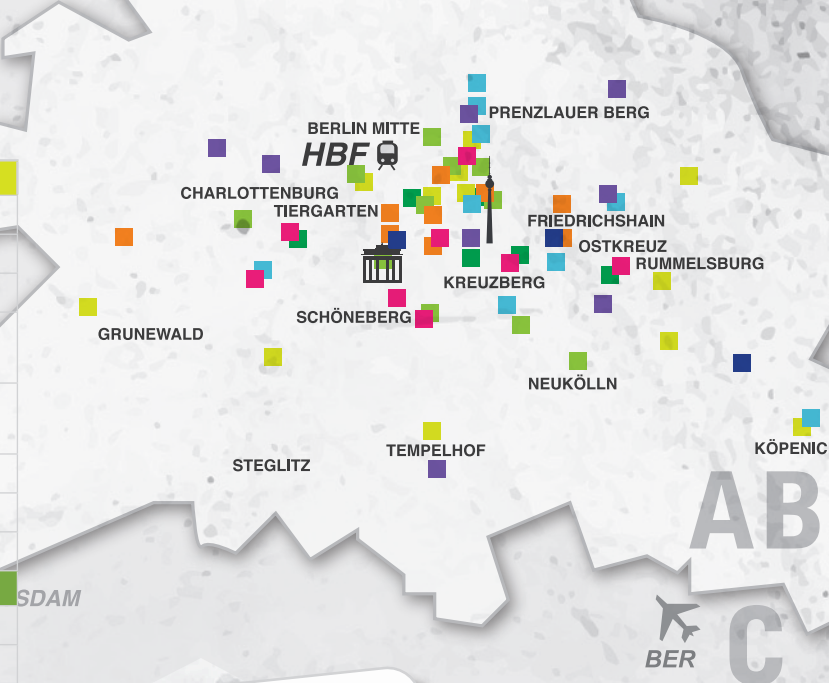 PRENZLAUER BERG
BERLIN MITTE
HBF
CHARLOTTENBURG
TIERGARTEN
FRIEDRICHSHAIN
OSTKREUZ
RUMMELSBURG
KREUZBERG
SCHÖNEBERG
GRUNEWALD
NEUKÖLLN
TEMPELHOF
KÖPENIC
STEGLITZ
AB
SDAM
C
BER